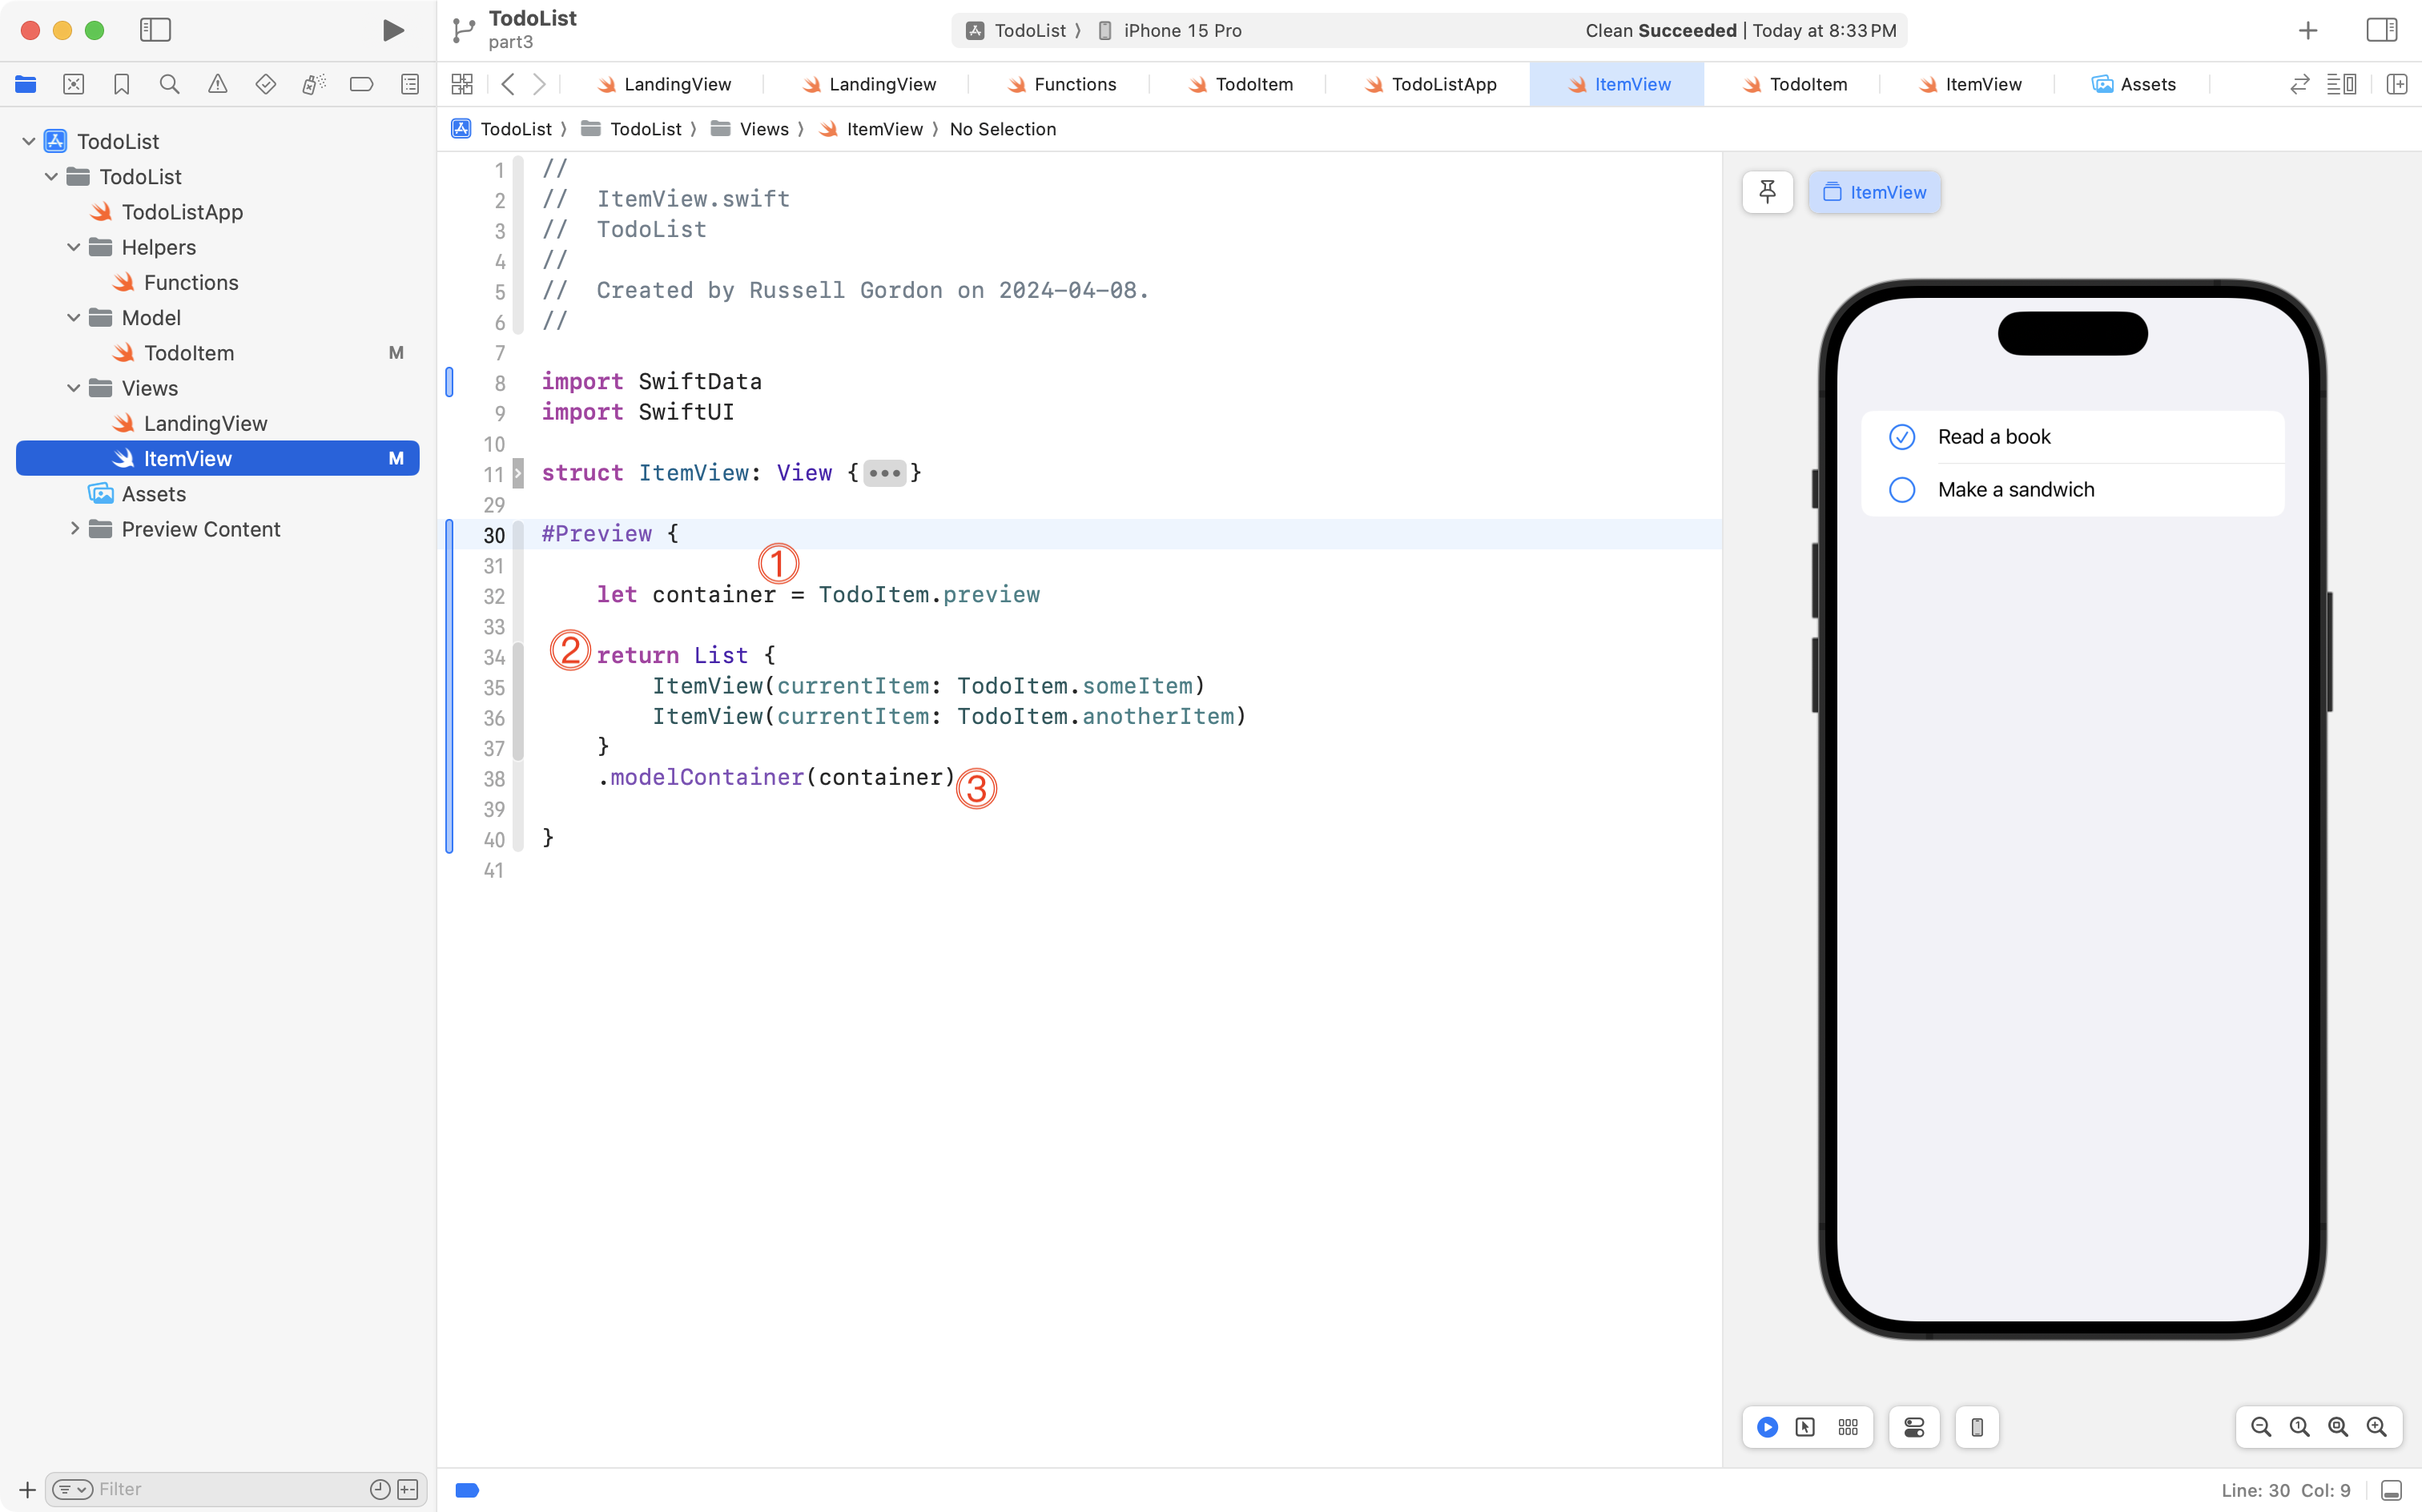 TodoList
part3
TodoList ⟩ iPhone 15 Pro
Clean Succeeded | Today at 8:33 PM
LandingView
LandingView
Functions
TodoItem
TodoListApp
ItemView
TodoItem
ItemView
Assets
TodoList ⟩ TodoList ⟩ Views ⟩ ItemView ⟩ No Selection
TodoList
TodoList
TodoListApp
Helpers
Functions
Model
TodoItem M
Views
LandingView
ItemView M
Assets
Preview Content
Filter
1 //
2 //  ItemView.swift
3 //  TodoList
4 //
5 //  Created by Russell Gordon on 2024-04-08.
6 //
7
8 import SwiftData
9 import SwiftUI
10
11 struct ItemView: View {•••}
29
30 #Preview {
①
31
32     let container = TodoItem.preview
33
34 ② return List {
35         ItemView(currentItem: TodoItem.someItem)
36         ItemView(currentItem: TodoItem.anotherItem)
37     }
38     .modelContainer(container) ③
39
40 }
41
ItemView
Read a book
Make a sandwich
Line: 30 Col: 9